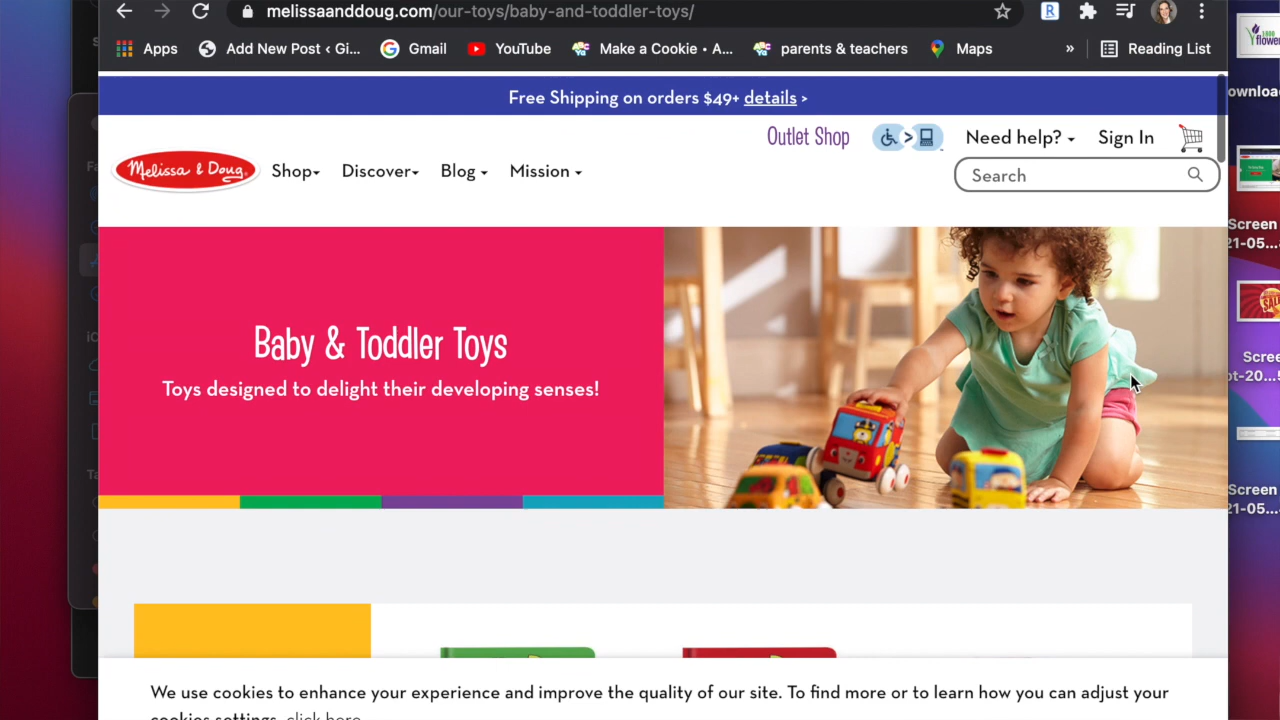 melissaanddoug.com/our-toys/baby-and-toddler-toys/
Apps
Add New Post ‹ Gi...
Gmail
YouTube
Make a Cookie • A...
parents & teachers
Maps
»
Reading List
Free Shipping on orders $49+ details >
Outlet Shop
Need help?
Sign In
Melissa & Doug
Shop
Discover
Blog
Mission
Search
Baby & Toddler Toys
Toys designed to delight their developing senses!
We use cookies to enhance your experience and improve the quality of our site. To find more or to learn how you can adjust your
cookies settings, click here
Screen
21-05...
Screen
21-05...